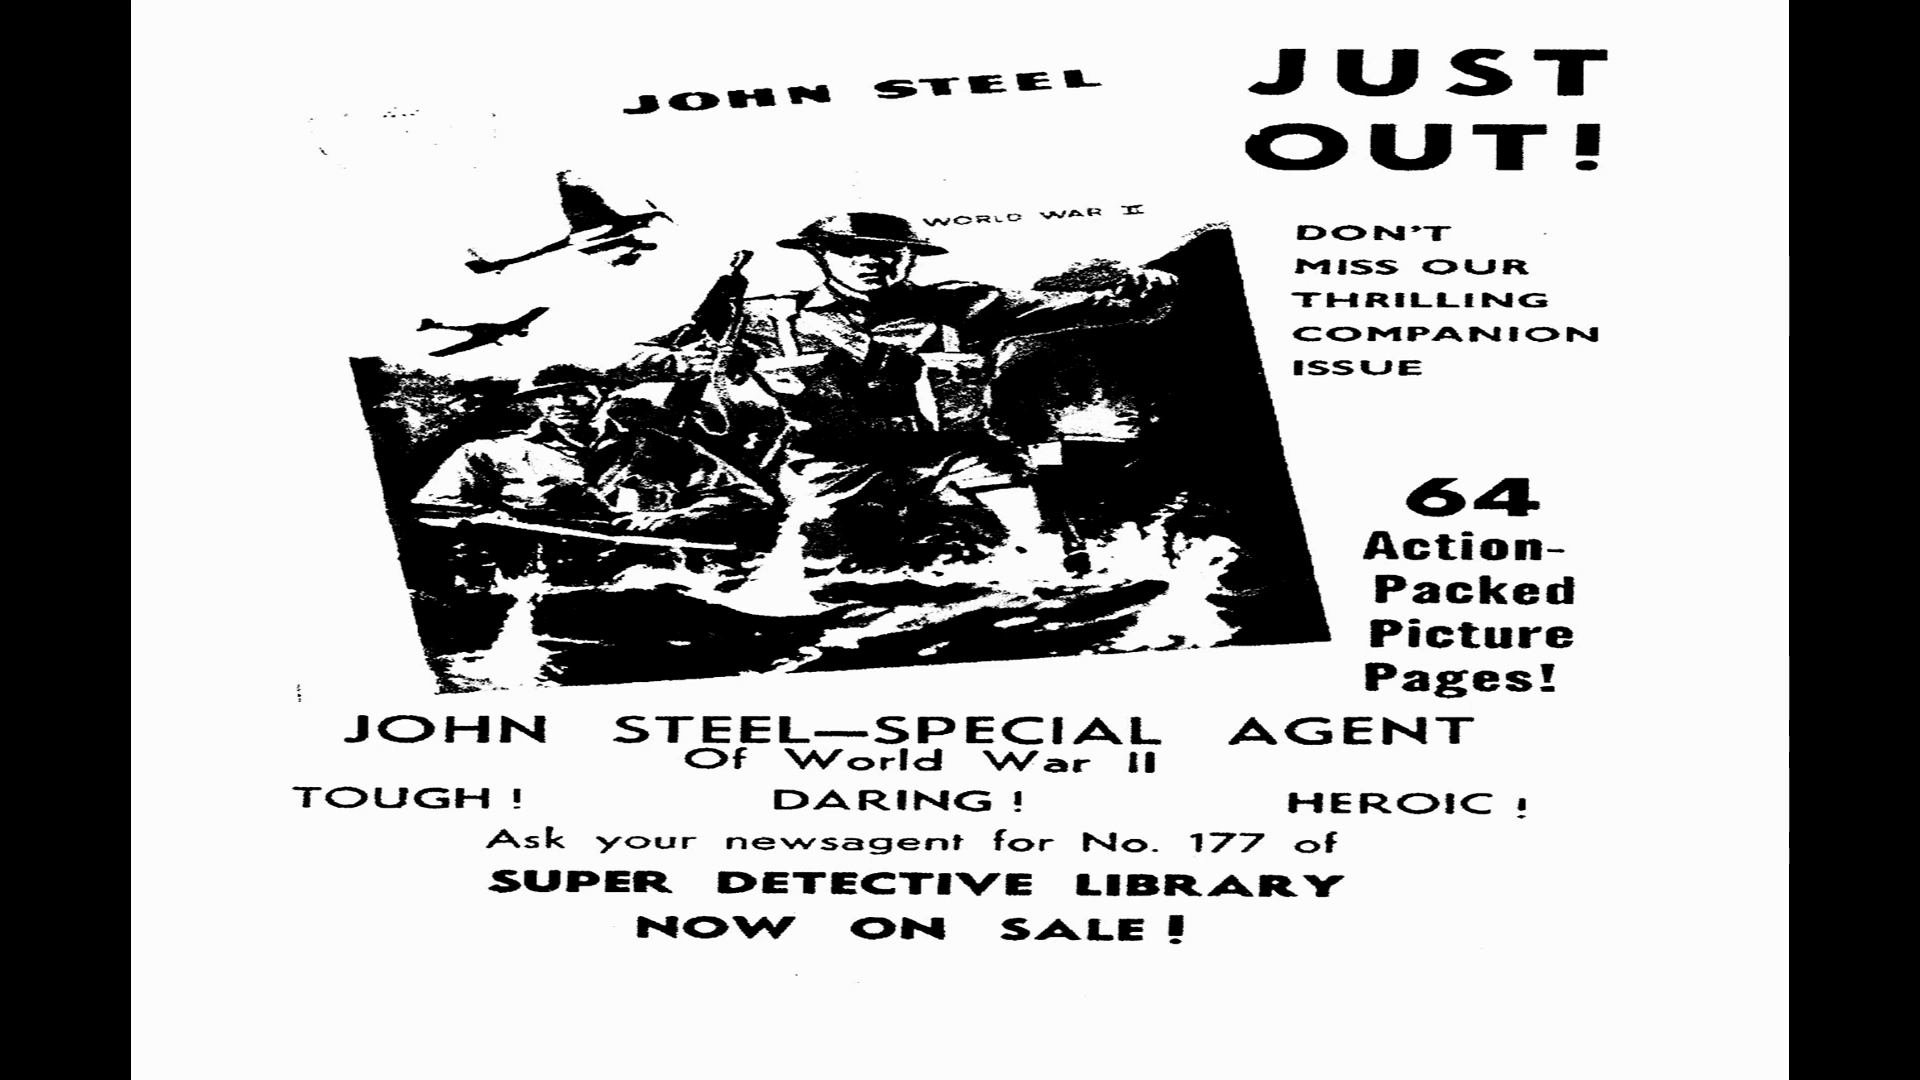 JOHN STEEL
JUST
OUT!
WORLD WAR II
DON'T
MISS OUR
THRILLING
COMPANION
ISSUE
64
Action-
Packed
Picture
Pages!
JOHN STEEL—SPECIAL AGENT
Of World War II
TOUGH! DARING! HEROIC!
Ask your newsagent for No. 177 of
SUPER DETECTIVE LIBRARY
NOW ON SALE!